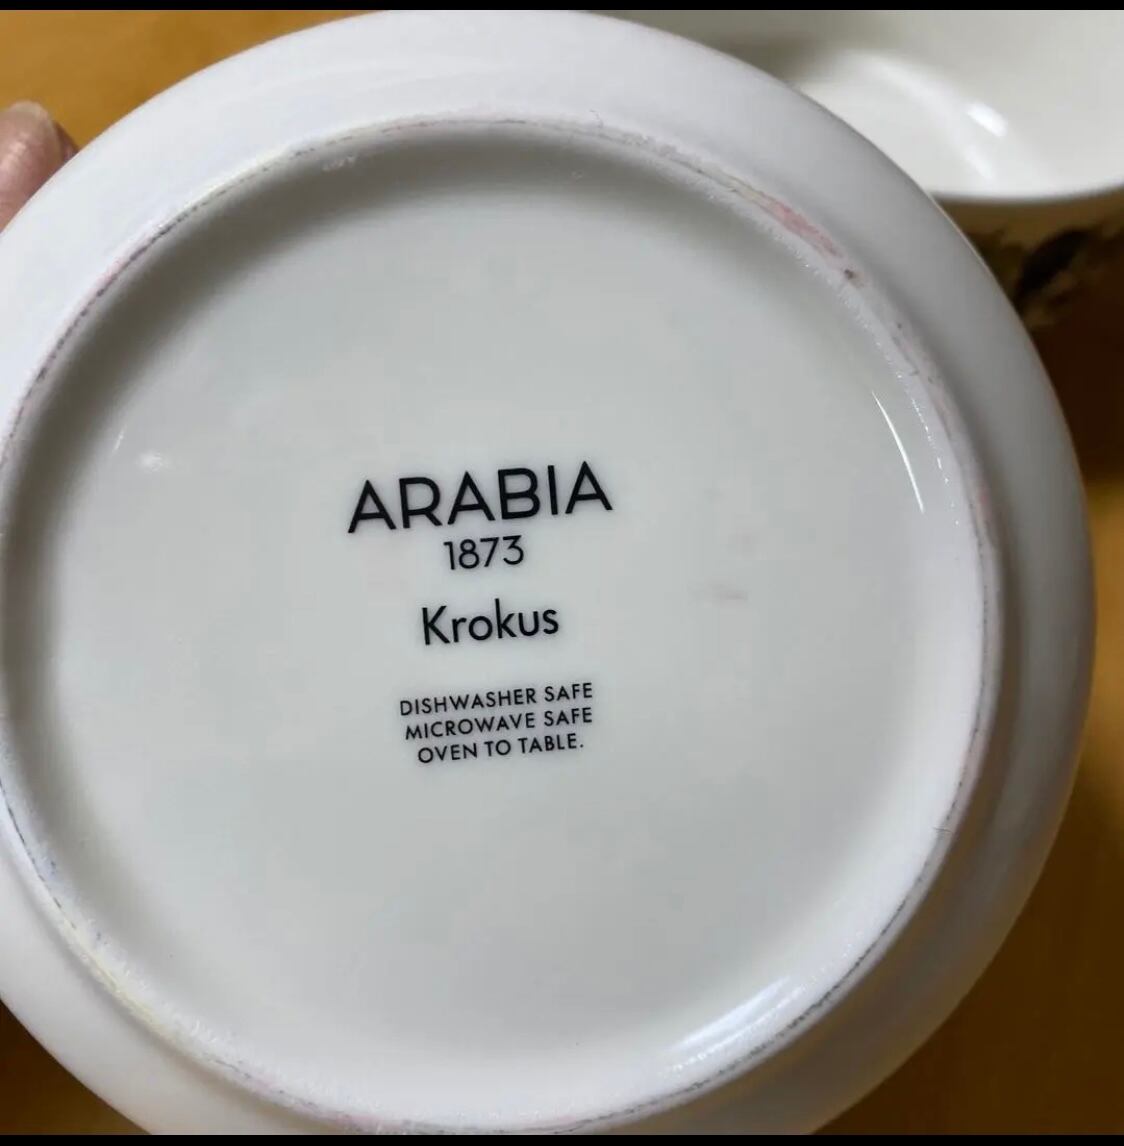 ARABIA
1873
Krokus
DISHWASHER SAFE
MICROWAVE SAFE
OVEN TO TABLE.